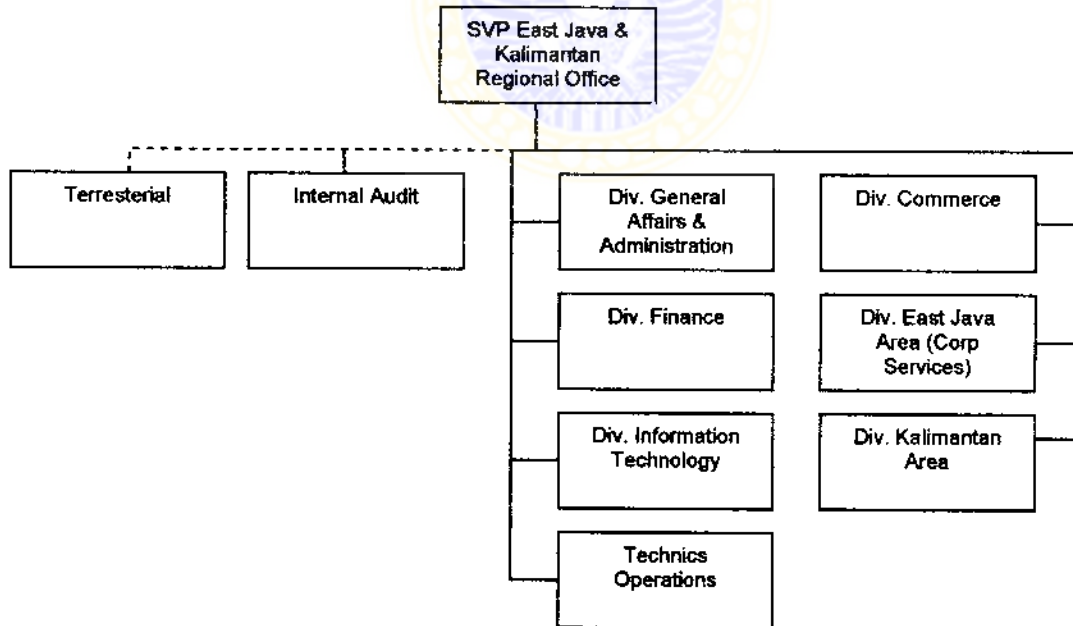 SVP East Java &
Kalimantan
Regional Office
Terresterial
Internal Audit
Div. General
Affairs &
Administration
Div. Commerce
Div. Finance
Div. East Java
Area (Corp
Services)
Div. Information
Technology
Div. Kalimantan
Area
Technics
Operations